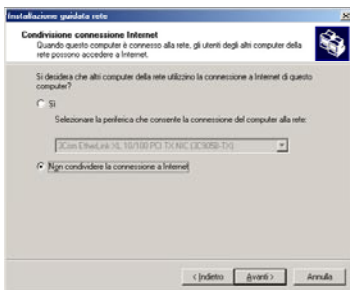 Installazione guidata rete
Condivisione connessione Internet
Quando questo computer è connesso alla rete, gli utenti degli altri computer della
rete possono accedere a Internet.
Si desidera che altri computer della rete utilizzino la connessione a Internet di questo
computer?
Sì
Selezionare la periferica che consente la connessione del computer alla rete:
3Com EtherLink XL 10/100 PCI TX NIC (3C905B-TX)
Non condividere la connessione a Internet
< Indietro
Avanti >
Annulla